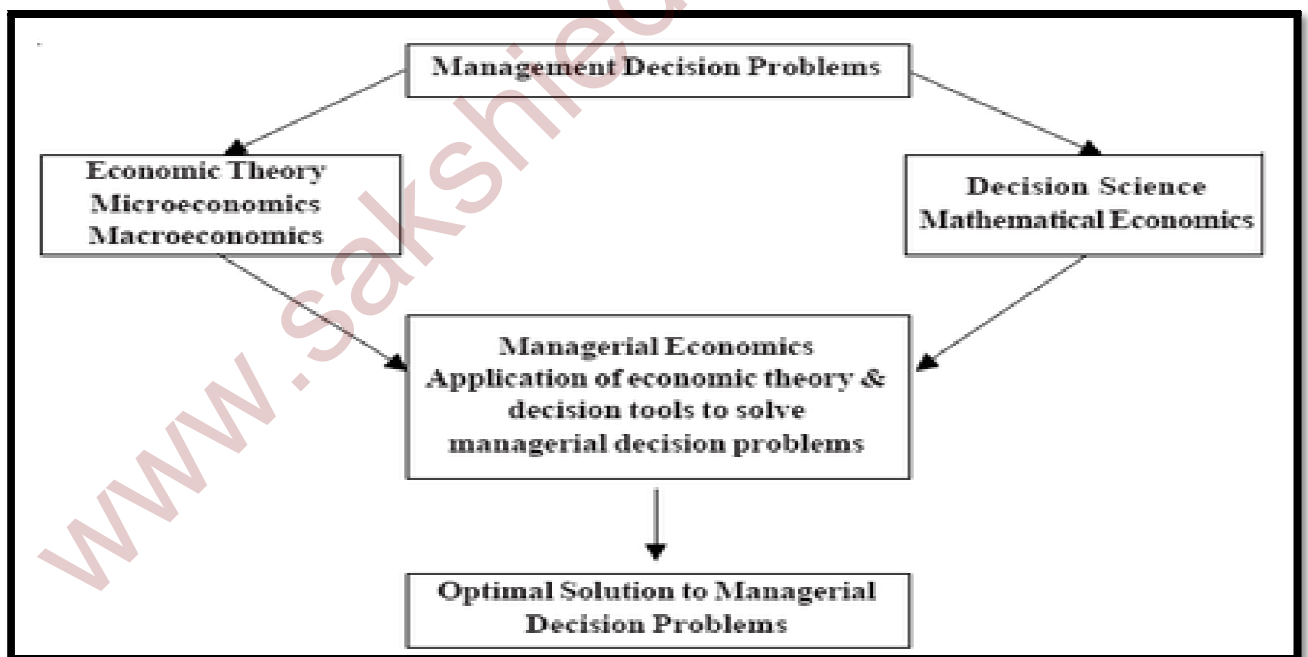 Management Decision Problems
Economic Theory
Microeconomics
Macroeconomics
Decision Science
Mathematical Economics
Managerial Economics
Application of economic theory &
decision tools to solve
managerial decision problems
Optimal Solution to Managerial
Decision Problems
www.sakshied